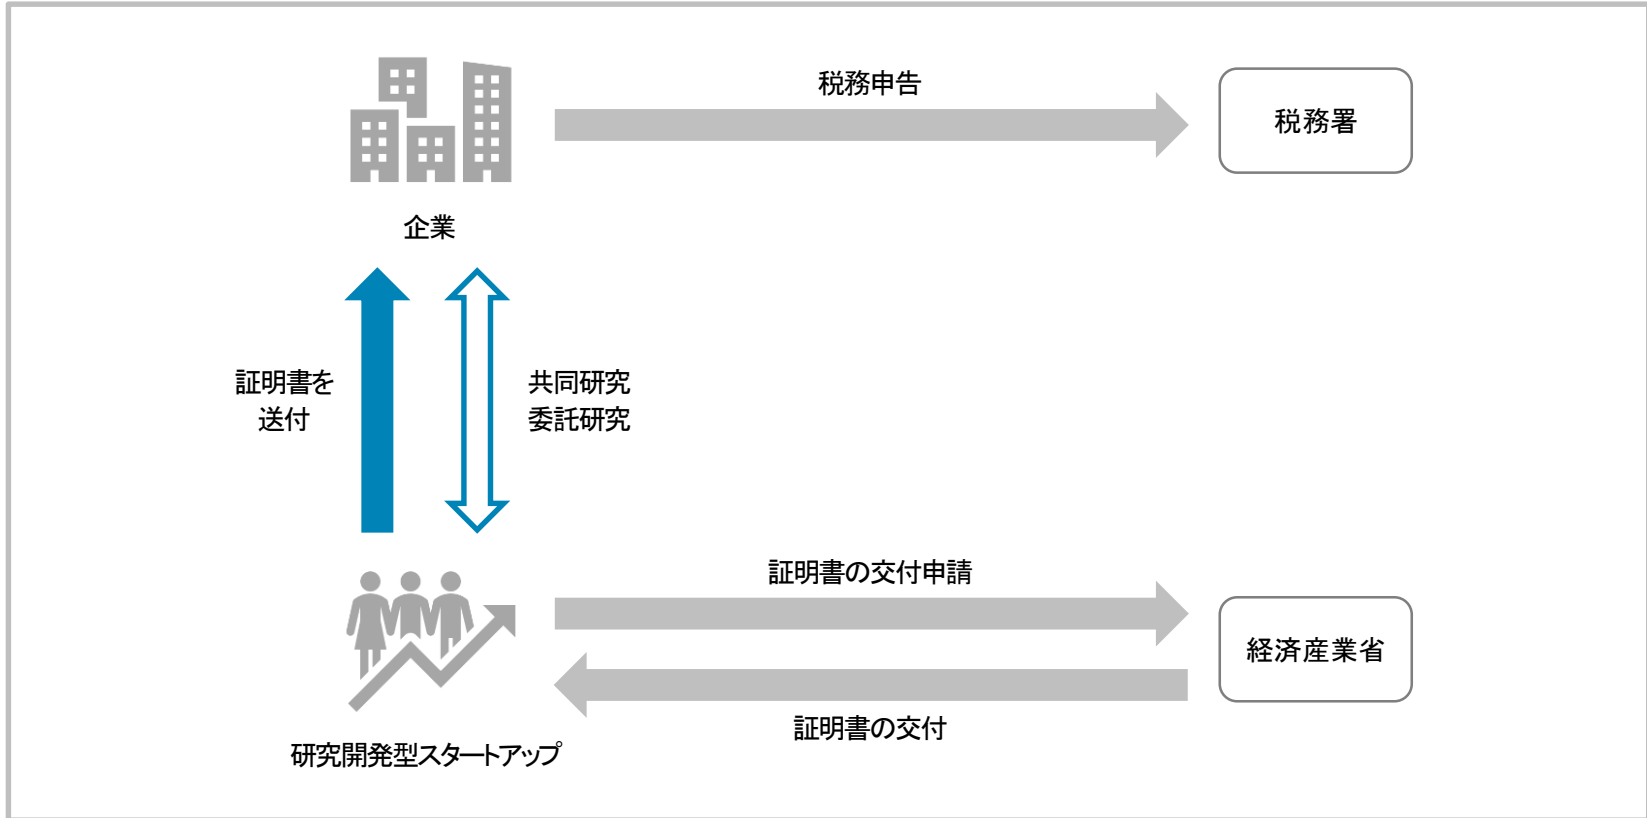 税務申告
税務署
企業
証明書を
送付
共同研究
委託研究
証明書の交付申請
経済産業省
証明書の交付
研究開発型スタートアップ